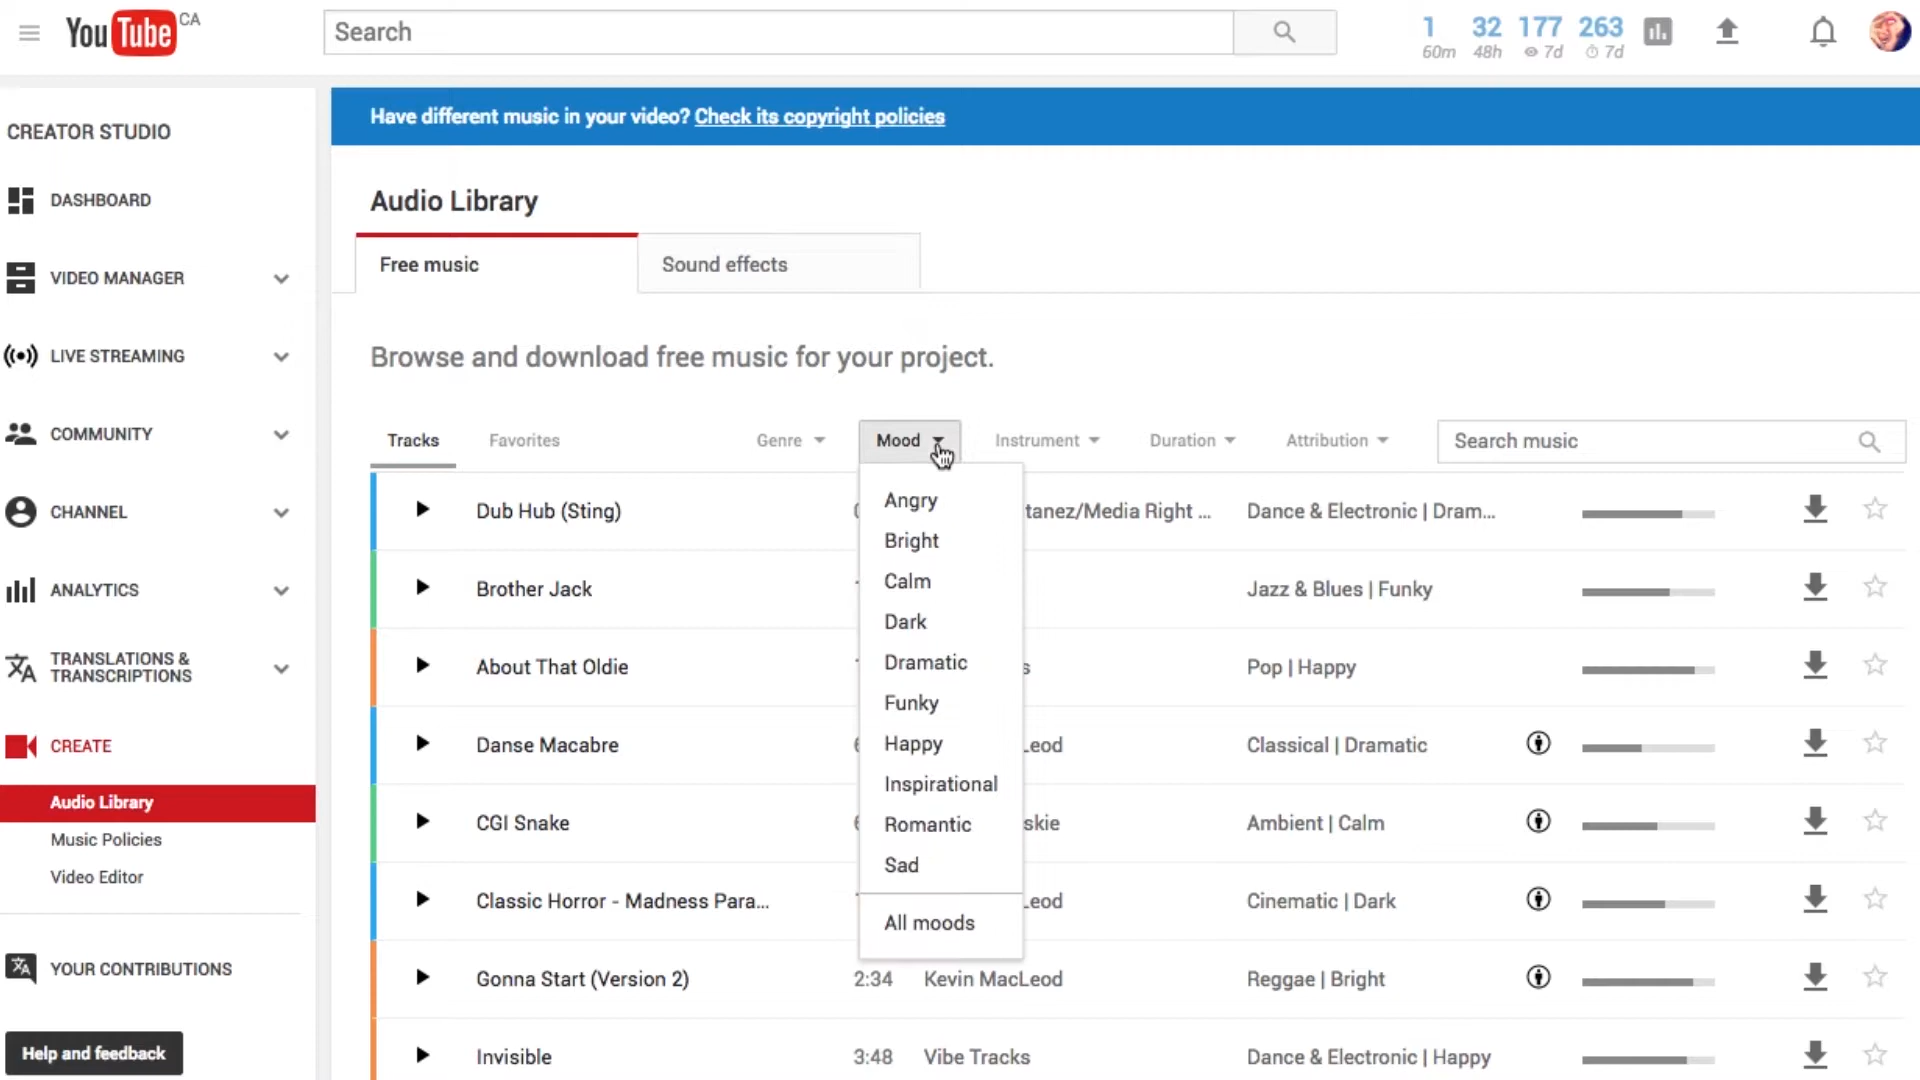 YouTube CA
Search
1 32 177 263
60m 48h 7d 7d
Have different music in your video? Check its copyright policies
CREATOR STUDIO
DASHBOARD
VIDEO MANAGER
LIVE STREAMING
COMMUNITY
CHANNEL
ANALYTICS
TRANSLATIONS &
TRANSCRIPTIONS
CREATE
Audio Library
Music Policies
Video Editor
YOUR CONTRIBUTIONS
Help and feedback
Audio Library
Free music Sound effects
Browse and download free music for your project.
Tracks Favorites Genre Mood Instrument Duration Attribution Search music
Angry
Bright
Calm
Dark
Dramatic
Funky
Happy
Inspirational
Romantic
Sad
All moods
Dub Hub (Sting) tanez/Media Right ... Dance & Electronic | Dram...
Brother Jack Jazz & Blues | Funky
About That Oldie s Pop | Happy
Danse Macabre Leod Classical | Dramatic
CGI Snake skie Ambient | Calm
Classic Horror - Madness Para... Leod Cinematic | Dark
Gonna Start (Version 2) 2:34 Kevin MacLeod Reggae | Bright
Invisible 3:48 Vibe Tracks Dance & Electronic | Happy